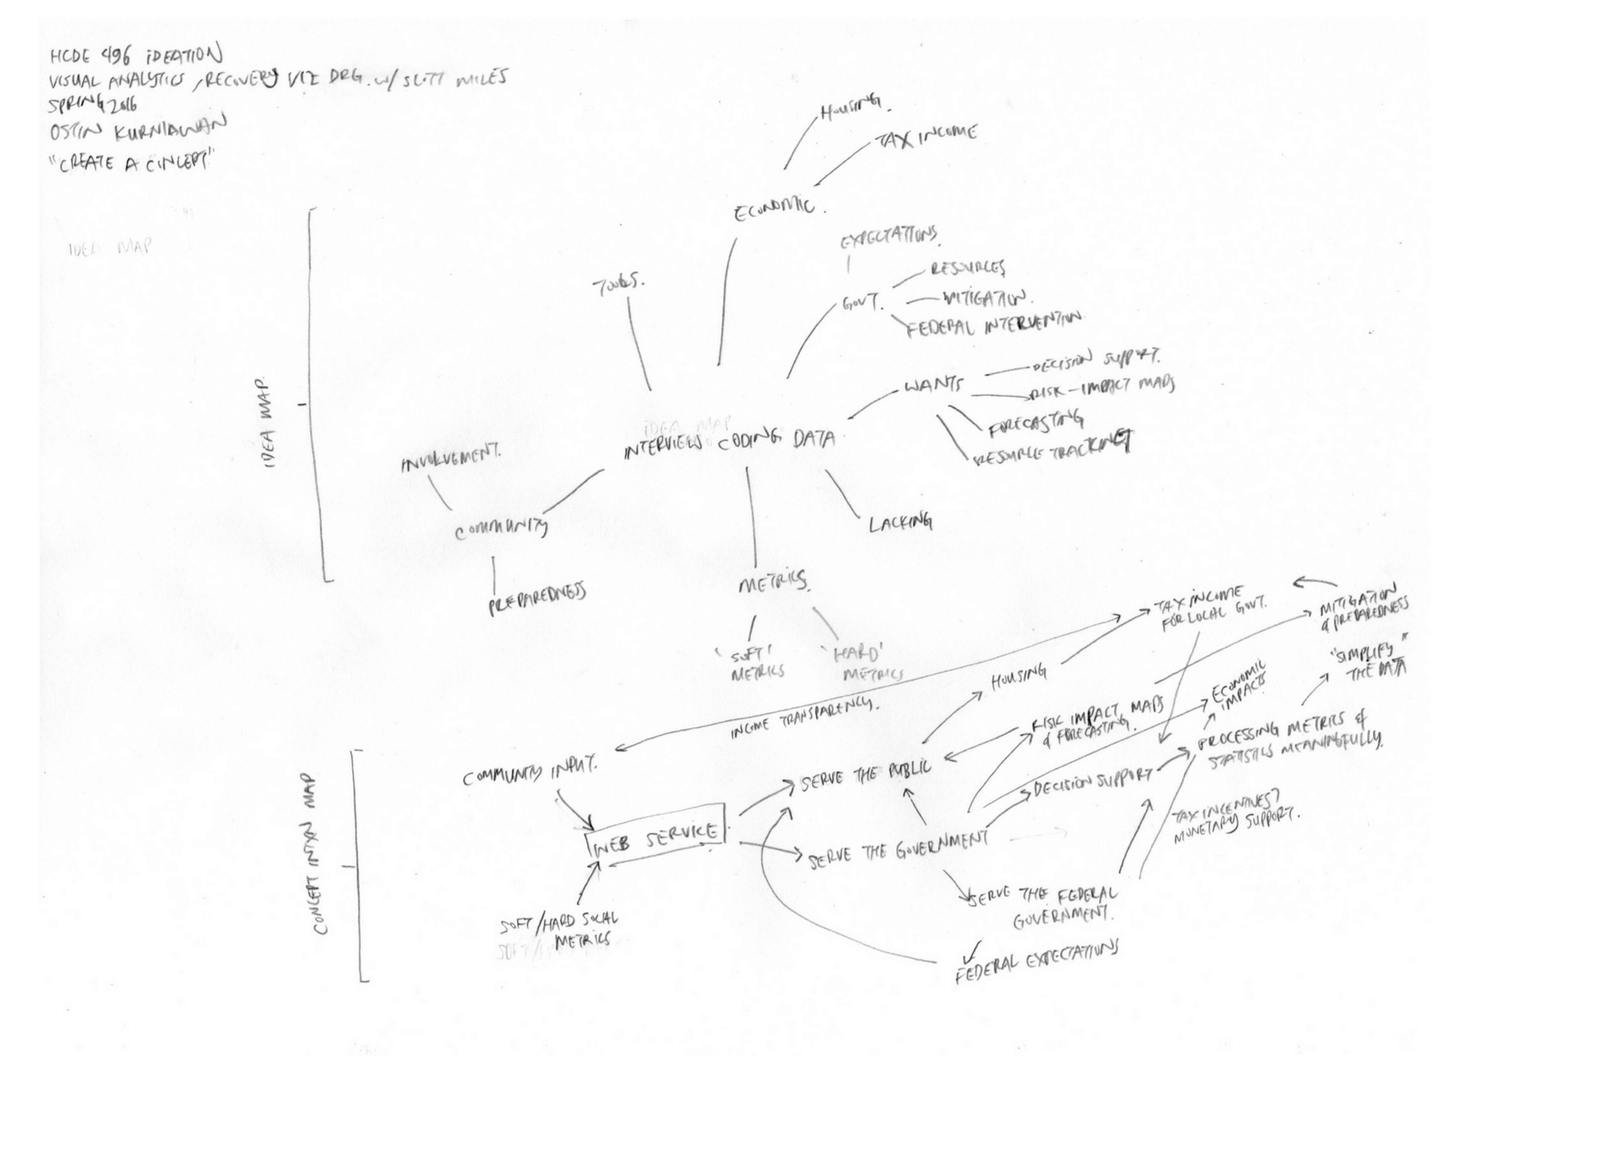 HCDE 496 IDEATION
VISUAL ANALYTICS / RECOVERY VIZ DRG. w/ SCOTT MILES
SPRING 2016
OSTIN KURNIAWAN
"CREATE A CONCEPT"
IDEA MAP
IDEA MAP.
HOUSING.
TAX INCOME
ECONOMIC.
EXPECTATIONS.
TOOLS.
GOVT.
RESOURCES
MITIGATION.
FEDERAL INTERVENTION
WANTS
DECISION SUPPORT.
RISK-IMPACT MAPS
FORECASTING
RESOURCE TRACKING
IDEA MAP
INTERVIEWS CODING DATA
INVOLVEMENT.
COMMUNITY
PREPAREDNESS
LACKING
METRICS.
'SOFT'
METRICS
'HARD'
METRICS
CONCEPT INTXN MAP
TAX INCOME
FOR LOCAL GOVT.
MITIGATION
& PREPAREDNESS
"SIMPLIFY"
THE DATA
HOUSING
ECONOMIC
IMPACTS
INCOME TRANSPARENCY.
RISK IMPACT MAPS
& FORECASTING.
PROCESSING METRICS &
STATISTICS MEANINGFULLY.
COMMUNITY INPUT.
SERVE THE PUBLIC
DECISION SUPPORT
WEB SERVICE
SERVE THE GOVERNMENT
TAX INCENTIVES?
MONETARY SUPPORT.
SERVE THE FEDERAL
GOVERNMENT.
SOFT/HARD SOCIAL
METRICS
SOFT/
FEDERAL EXPECTATIONS